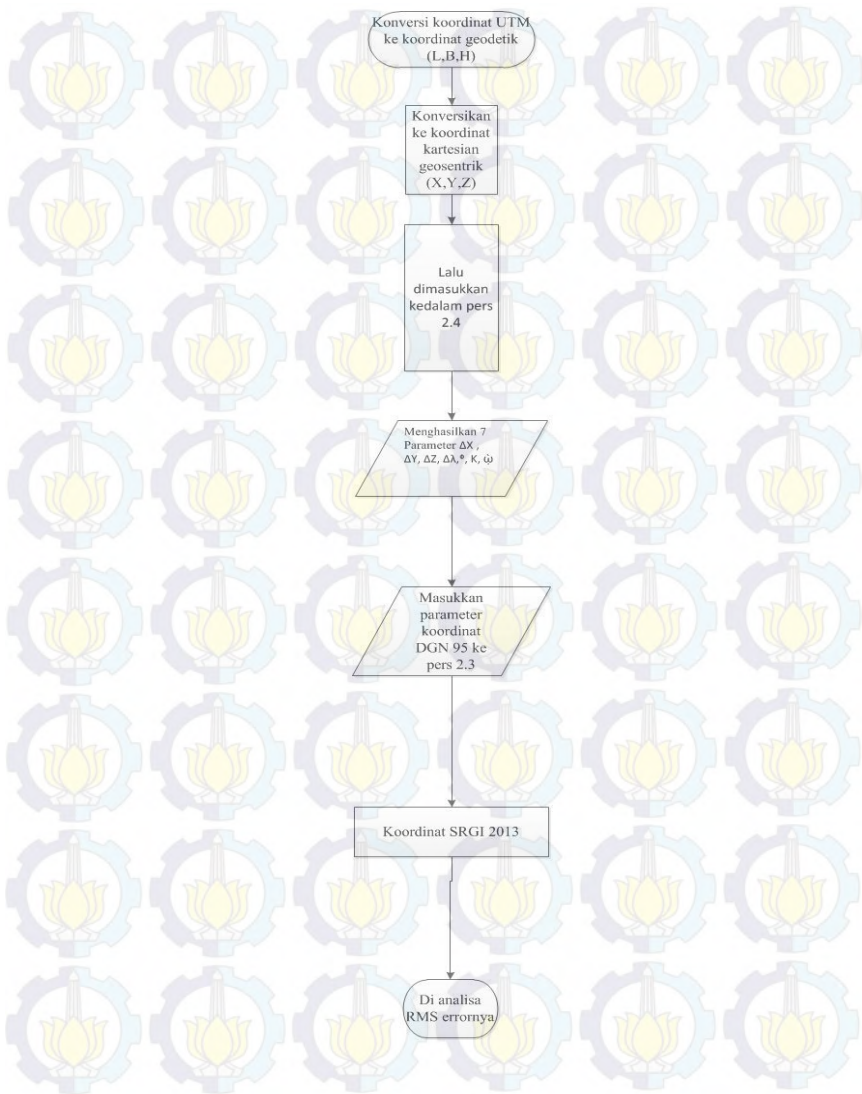 Konversi koordinat UTM
ke koordinat geodetik
(L,B,H)
Konversikan
ke koordinat
kartesian
geosentrik
(X,Y,Z)
Lalu
dimasukkan
kedalam pers
2.4
Menghasilkan 7
Parameter ΔX ,
ΔY, ΔZ, Δλ, K,
Masukkan
parameter
koordinat
DGN 95 ke
pers 2.3
Koordinat SRGI 2013
Di analisa
RMS errornya